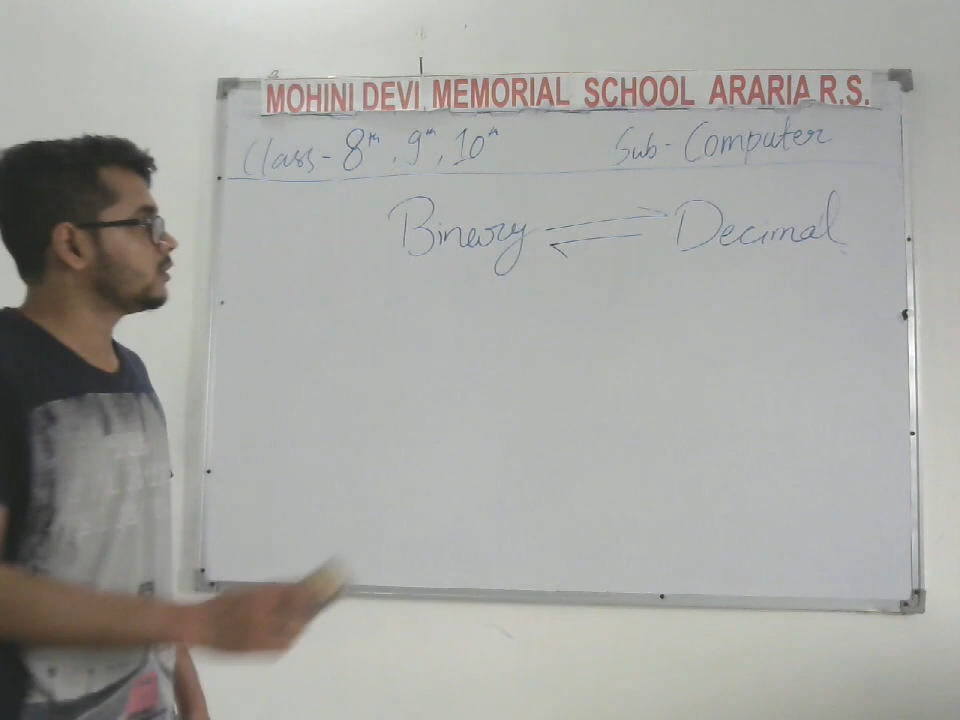 MOHINI DEVI MEMORIAL SCHOOL ARARIA R.S.
Class - 8th, 9th, 10th Sub - Computer
Binary ⇌ Decimal